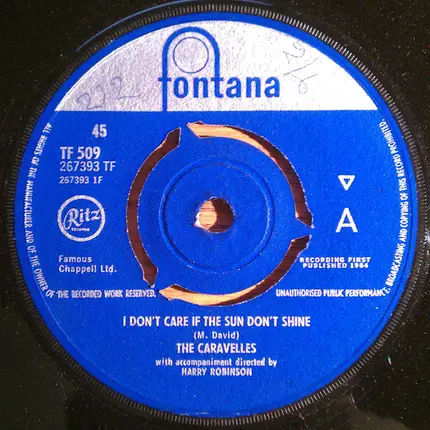 fontana
45
TF 509
267393 TF
267393 1F
A
Ritz
RECORDS
RECORDING FIRST
PUBLISHED 1964
Famous
Chappell Ltd.
ALL RIGHTS OF THE MANUFACTURER AND OF THE OWNER OF THE RECORDED WORK RESERVED.
UNAUTHORISED PUBLIC PERFORMANCE, BROADCASTING AND COPYING OF THIS RECORD PROHIBITED.
I DON'T CARE IF THE SUN DON'T SHINE
(M. David)
THE CARAVELLES
with accompaniment directed by
HARRY ROBINSON